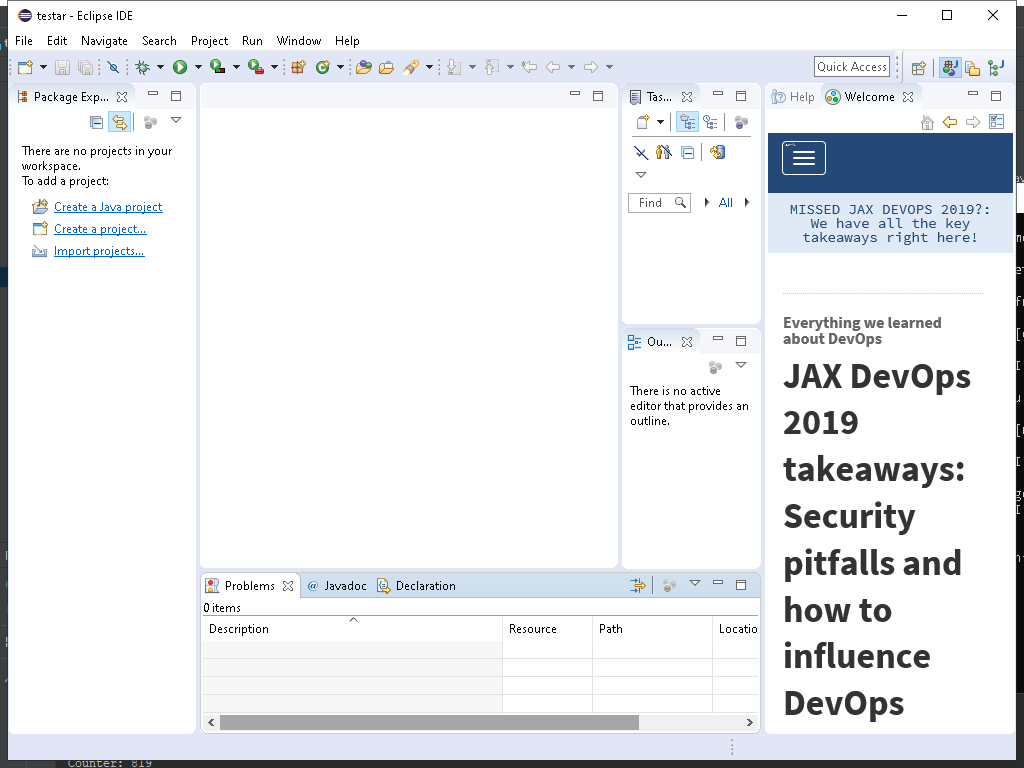 testar - Eclipse IDE
File Edit Navigate Search Project Run Window Help
Quick Access
Package Exp...
There are no projects in your
workspace.
To add a project:
Create a Java project
Create a project...
Import projects...
Tas...
Find
All
Ou...
There is no active
editor that provides an
outline.
Help
Welcome
MISSED JAX DEVOPS 2019?:
We have all the key
takeaways right here!
Everything we learned
about DevOps
JAX DevOps
2019
takeaways:
Security
pitfalls and
how to
influence
DevOps
Problems @ Javadoc Declaration
0 items
Description Resource Path Locatio
Counter: 819